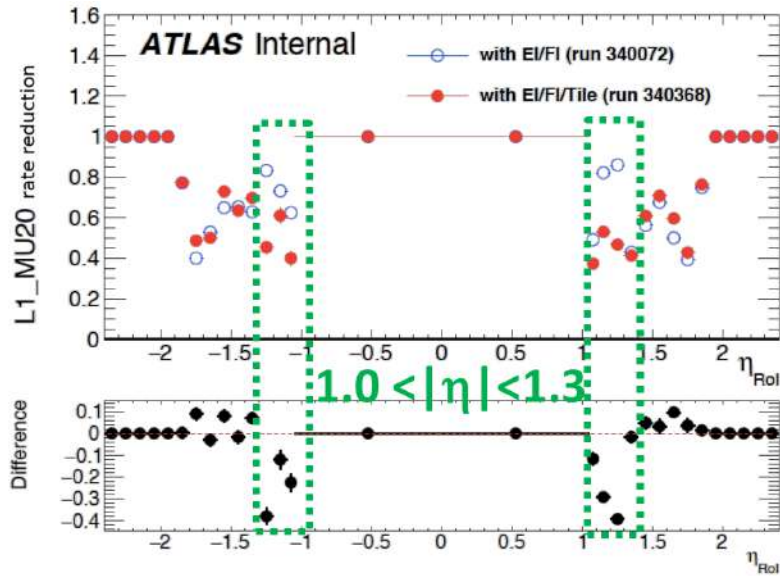 1.6
1.4
1.2
1
0.8
0.6
0.4
0.2
0
L1_MU20 rate reduction
ATLAS Internal
with EI/FI (run 340072)
with EI/FI/Tile (run 340368)
−2 −1.5 −1 −0.5 0 0.5 1 1.5 2
η RoI
1.0 <|η|<1.3
0.1
0
−0.1
−0.2
−0.3
−0.4
Difference
−2 −1.5 −1 −0.5 0 0.5 1 1.5 2
η RoI